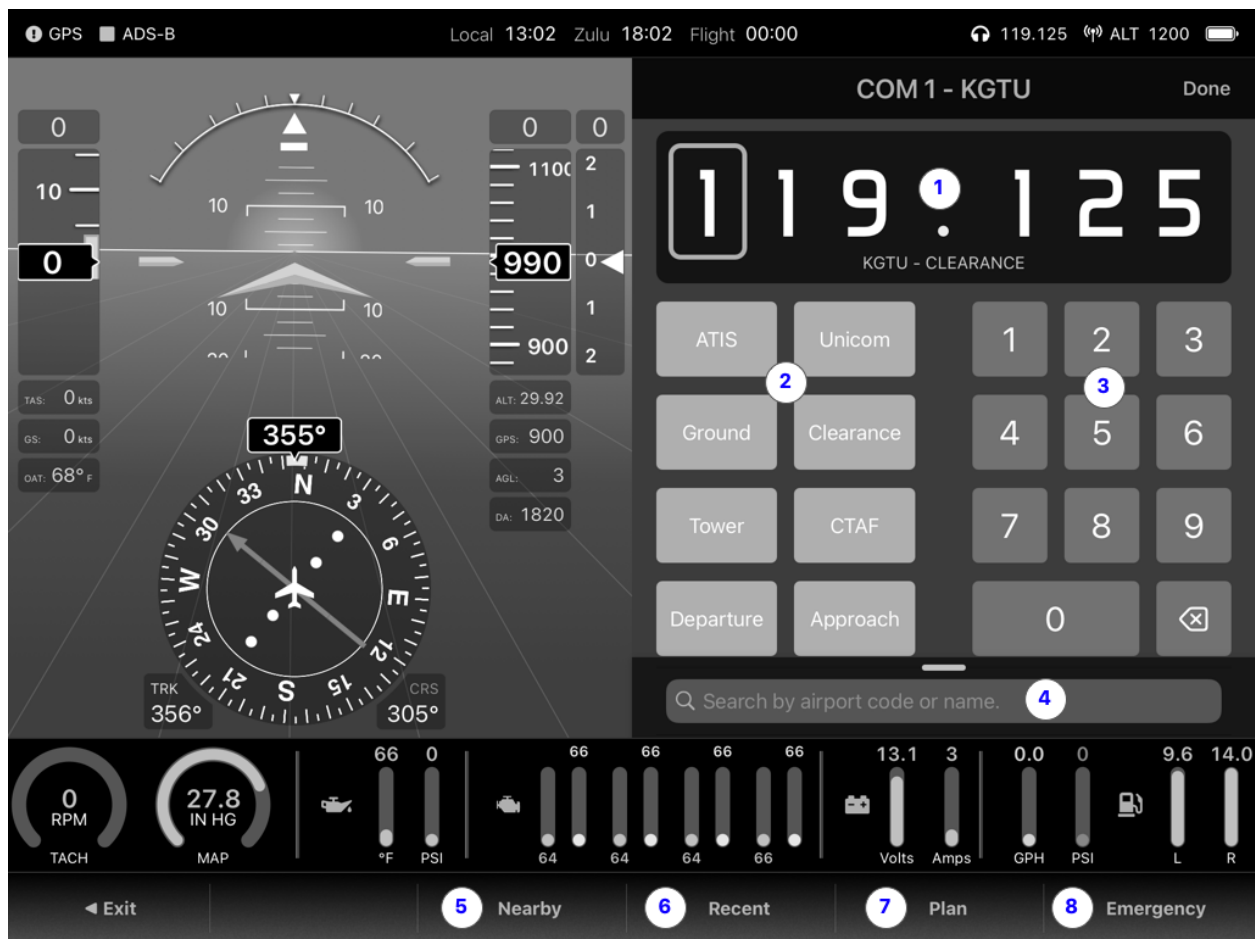 GPS ADS-B Local 13:02 Zulu 18:02 Flight 00:00 119.125 ALT 1200
COM 1 - KGTU Done
0
10
0
TAS: 0 kts
GS: 0 kts
OAT: 68° F
10 10
10 10
0 0
1100
990
900
2
1
0
1
2
ALT: 29.92
GPS: 900
AGL: 3
DA: 1820
355°
N 3 6 E 12 15 S 21 24 W 30 33
TRK
356°
CRS
305°
119.125
1
KGTU - CLEARANCE
ATIS Unicom 1 2 3
2 3
Ground Clearance 4 5 6
Tower CTAF 7 8 9
Departure Approach 0
Search by airport code or name. 4
0
RPM
TACH
27.8
IN HG
MAP
66 0
°F PSI
66 66 66 66
64 64 64 66
13.1 3
Volts Amps
0.0 0
GPH PSI
9.6 14.0
L R
Exit 5 Nearby 6 Recent 7 Plan 8 Emergency